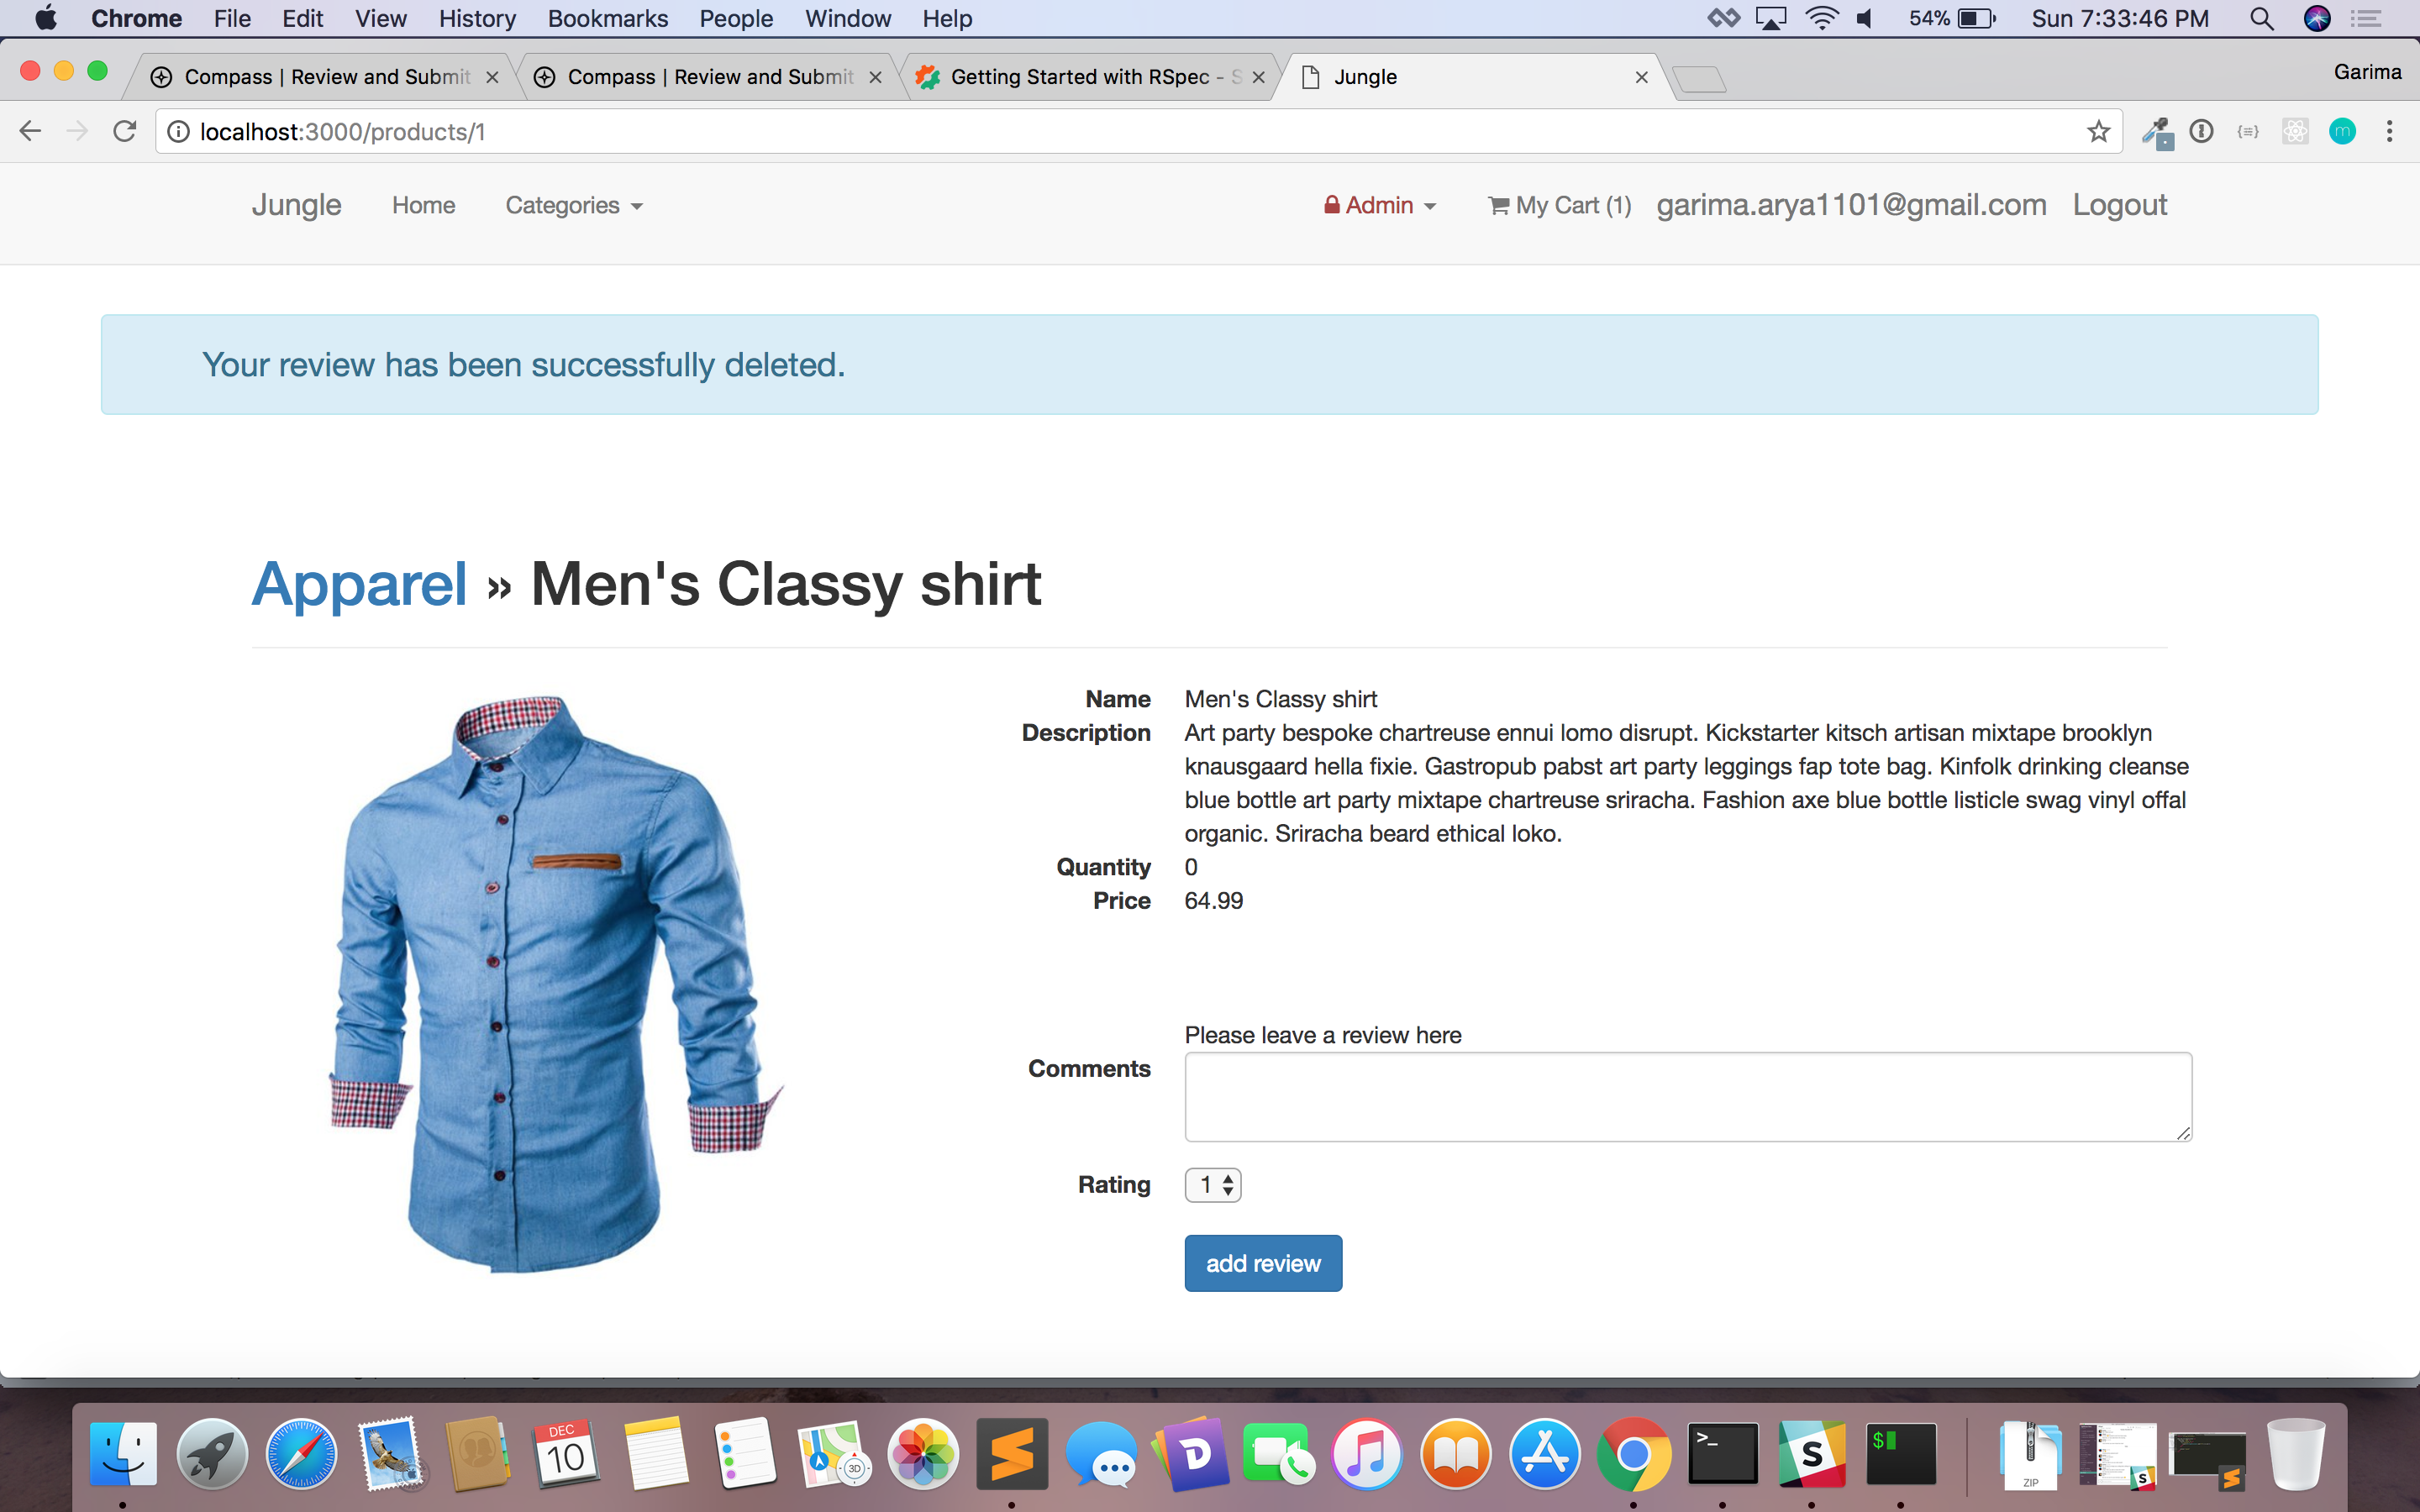 Chrome File Edit View History Bookmarks People Window Help 54% Sun 7:33:46 PM
Compass | Review and Submit
Compass | Review and Submit
Getting Started with RSpec - S
Jungle
Garima
localhost:3000/products/1
m
Jungle Home Categories Admin My Cart (1) garima.arya1101@gmail.com Logout
Your review has been successfully deleted.
Apparel » Men's Classy shirt
Name Men's Classy shirt
Description Art party bespoke chartreuse ennui lomo disrupt. Kickstarter kitsch artisan mixtape brooklyn
knausgaard hella fixie. Gastropub pabst art party leggings fap tote bag. Kinfolk drinking cleanse
blue bottle art party mixtape chartreuse sriracha. Fashion axe blue bottle listicle swag vinyl offal
organic. Sriracha beard ethical loko.
Quantity 0
Price 64.99
Please leave a review here
Comments
Rating 1
add review
DEC
10
3D
D
>_
S
$
ZIP
S